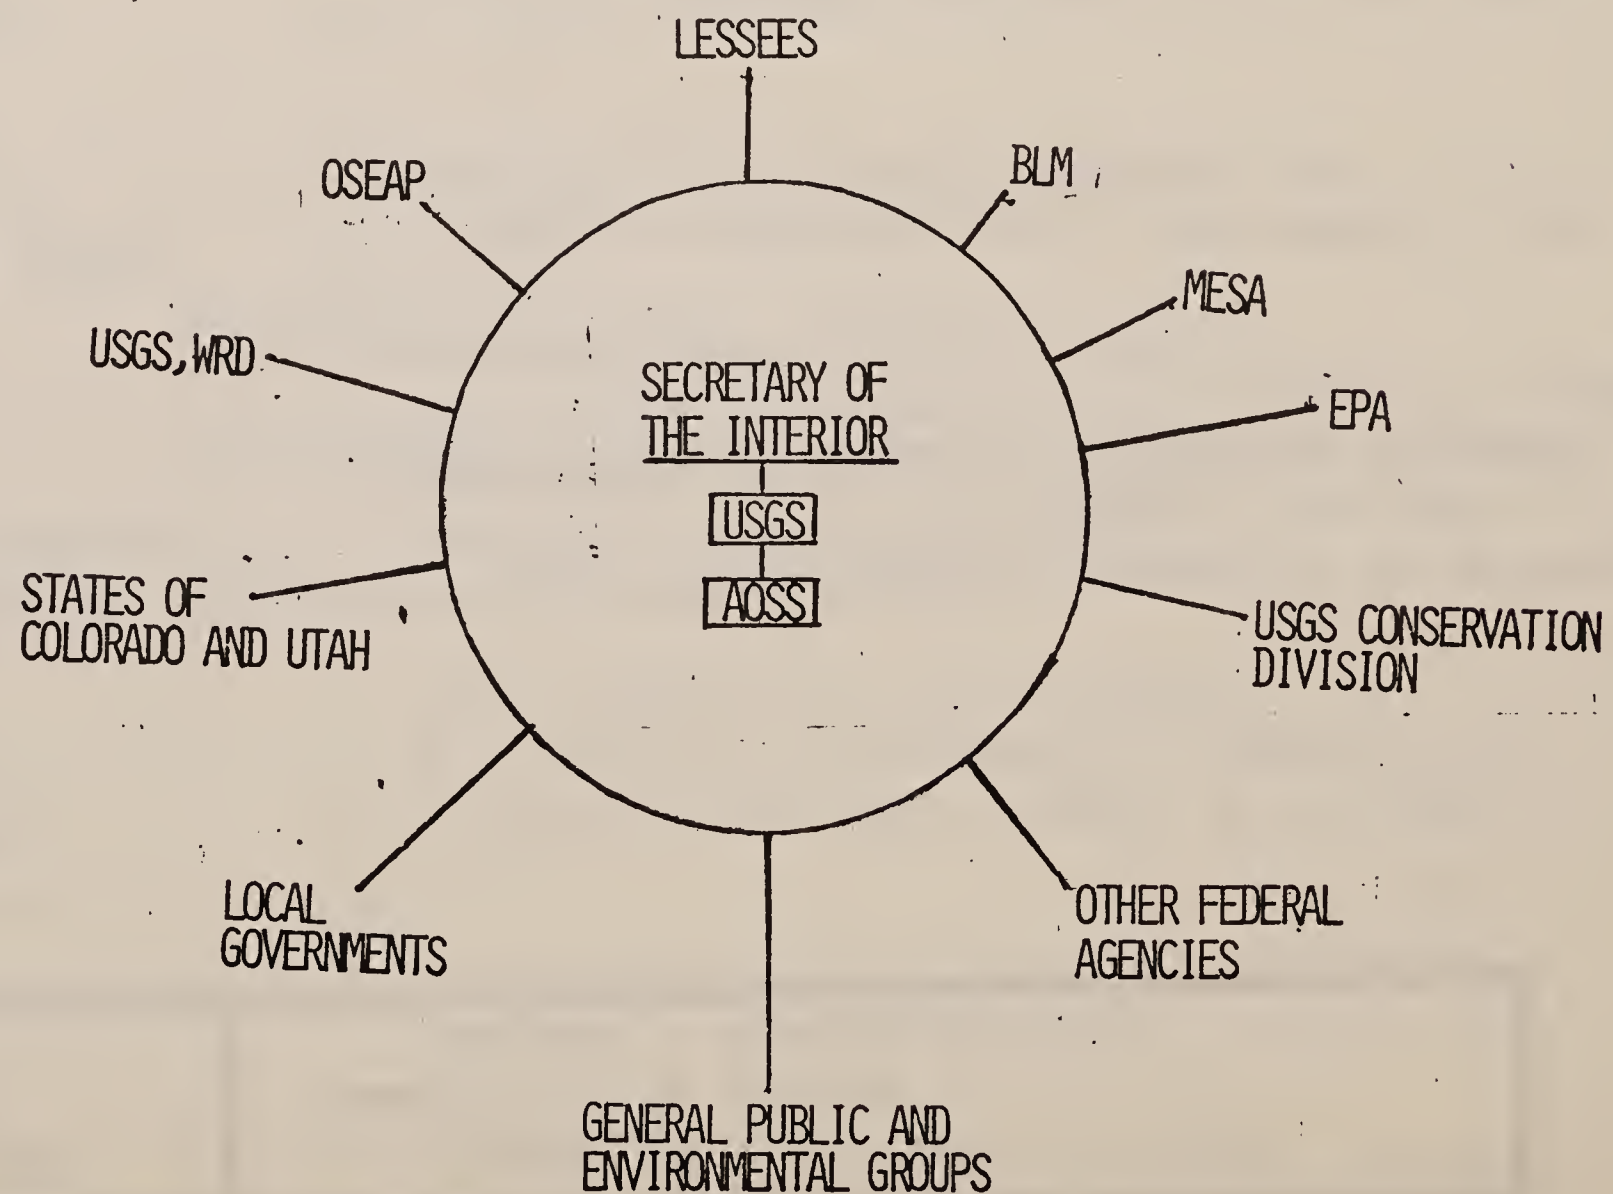 LESSEES
OSEAP
BLM
MESA
USGS, WRD
EPA
SECRETARY OF
THE INTERIOR
USGS
AOSS
STATES OF
COLORADO AND UTAH
USGS CONSERVATION
DIVISION
LOCAL
GOVERNMENTS
OTHER FEDERAL
AGENCIES
GENERAL PUBLIC AND
ENVIRONMENTAL GROUPS